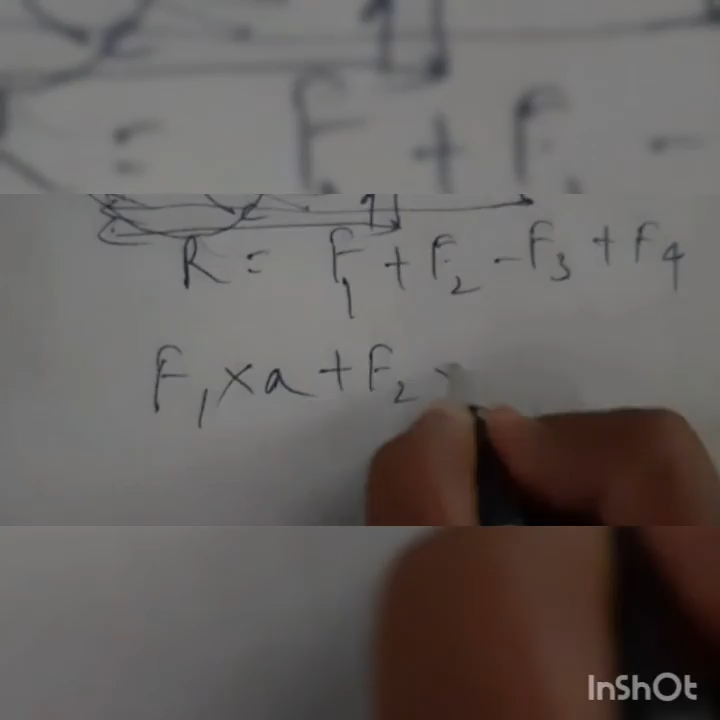 R = F₁ + F₂ - F₃ + F₄
F₁ × a + F₂ ×
InShOt